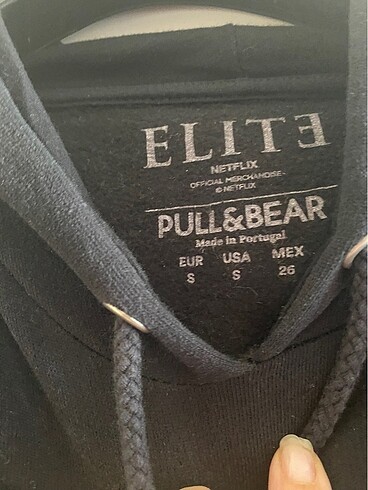 ELITE
NETFLIX
OFFICIAL MERCHANDISE
© NETFLIX
PULL&BEAR
Made in Portugal
EUR USA MEX
S S 26